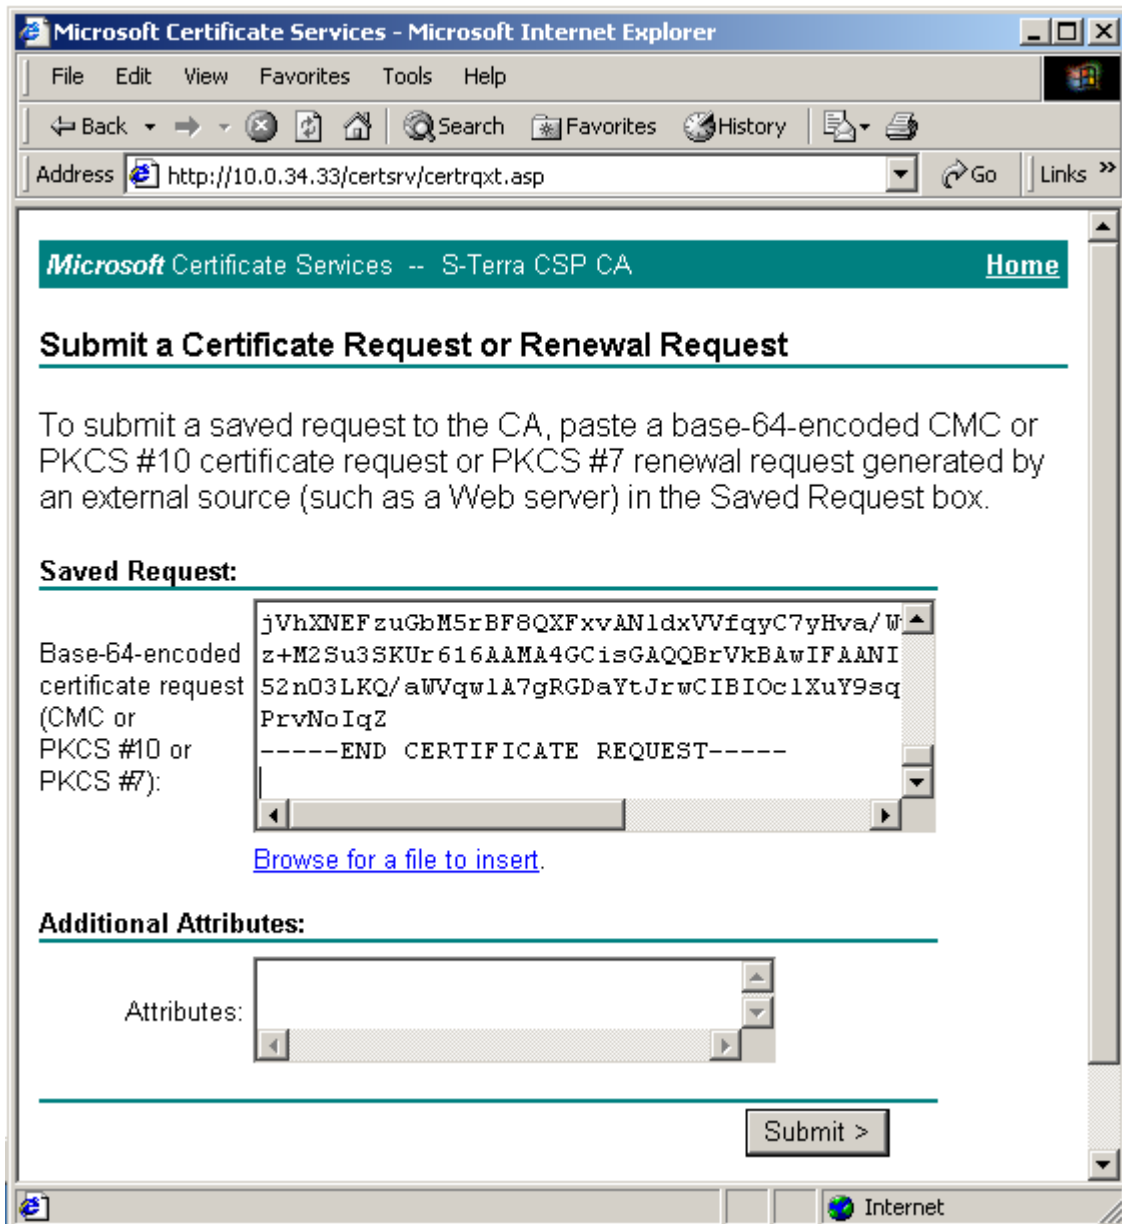 Microsoft Certificate Services - Microsoft Internet Explorer
File Edit View Favorites Tools Help
Back Search Favorites History
Address http://10.0.34.33/certsrv/certrqxt.asp Go Links »
Microsoft Certificate Services -- S-Terra CSP CA Home
Submit a Certificate Request or Renewal Request
To submit a saved request to the CA, paste a base-64-encoded CMC or
PKCS #10 certificate request or PKCS #7 renewal request generated by
an external source (such as a Web server) in the Saved Request box.
Saved Request:
Base-64-encoded
certificate request
(CMC or
PKCS #10 or
PKCS #7):
jVhXNEFzuGbM5rBF8QXFxvANldxVVfqyC7yHva/W
z+M2Su3SKUr616AAMA4GCisGAQQBrVkBAwIFAANI
52nO3LKQ/aWVqwlA7gRGDaYtJrwCIBIOclXuY9sq
PrvNoIqZ
-----END CERTIFICATE REQUEST-----
Browse for a file to insert.
Additional Attributes:
Attributes:
Submit >
Internet